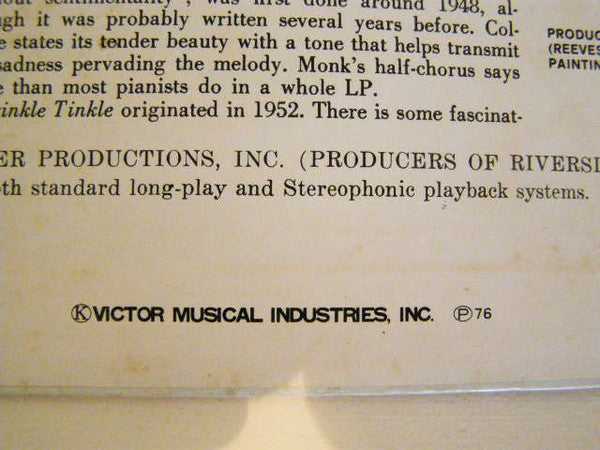 sentimentality", was first done around 1948, al-
it was probably written several years before. Col-
states its tender beauty with a tone that helps transmit
sadness pervading the melody. Monk's half-chorus says
than most pianists do in a whole LP.
inkle Tinkle originated in 1952. There is some fascinat-
PRODUC
(REEVES
PAINTIN
ER PRODUCTIONS, INC. (PRODUCERS OF RIVERSI
th standard long-play and Stereophonic playback systems.
ⓀVICTOR MUSICAL INDUSTRIES, INC. ℗76